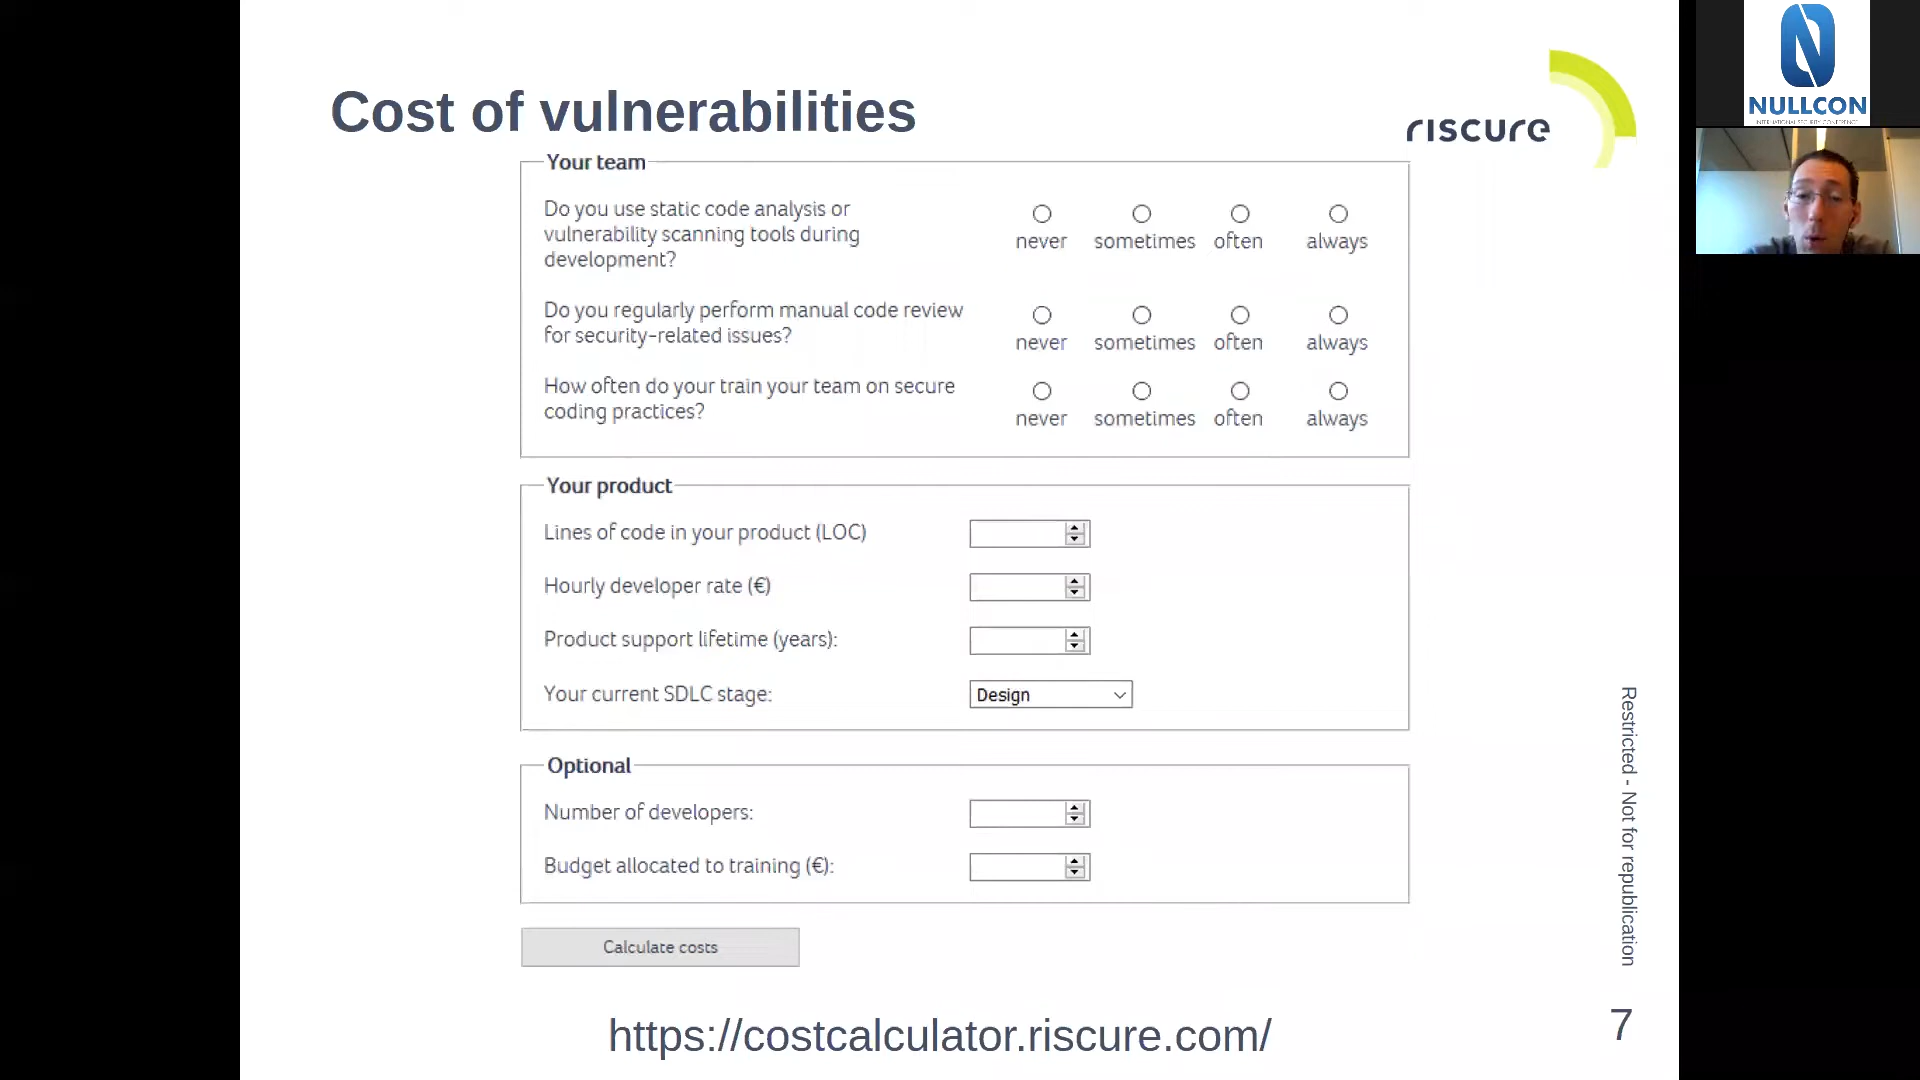 Cost of vulnerabilities
riscure
NULLCON
INTERNATIONAL SECURITY CONFERENCE
Your team
Do you use static code analysis or
vulnerability scanning tools during
development?
never sometimes often always
Do you regularly perform manual code review
for security-related issues?
never sometimes often always
How often do your train your team on secure
coding practices?
never sometimes often always
Your product
Lines of code in your product (LOC)
Hourly developer rate (€)
Product support lifetime (years):
Your current SDLC stage:
Design
Optional
Number of developers:
Budget allocated to training (€):
Calculate costs
https://costcalculator.riscure.com/
Restricted - Not for republication
7